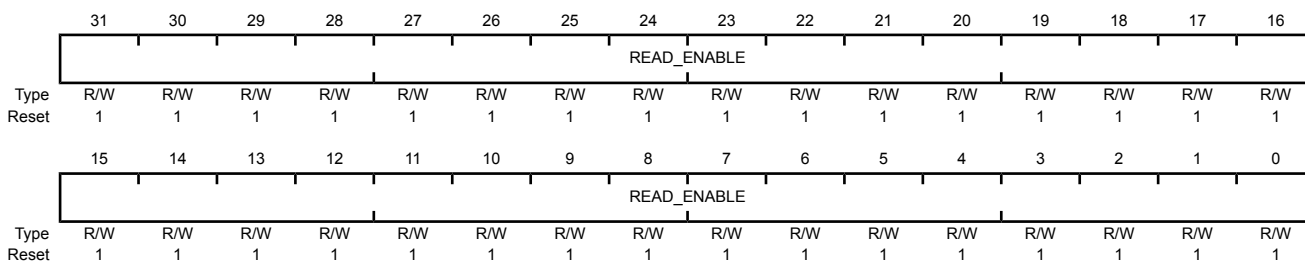 31 30 29 28 27 26 25 24 23 22 21 20 19 18 17 16
READ_ENABLE
Type R/W R/W R/W R/W R/W R/W R/W R/W R/W R/W R/W R/W R/W R/W R/W R/W
Reset 1 1 1 1 1 1 1 1 1 1 1 1 1 1 1 1
15 14 13 12 11 10 9 8 7 6 5 4 3 2 1 0
READ_ENABLE
Type R/W R/W R/W R/W R/W R/W R/W R/W R/W R/W R/W R/W R/W R/W R/W R/W
Reset 1 1 1 1 1 1 1 1 1 1 1 1 1 1 1 1